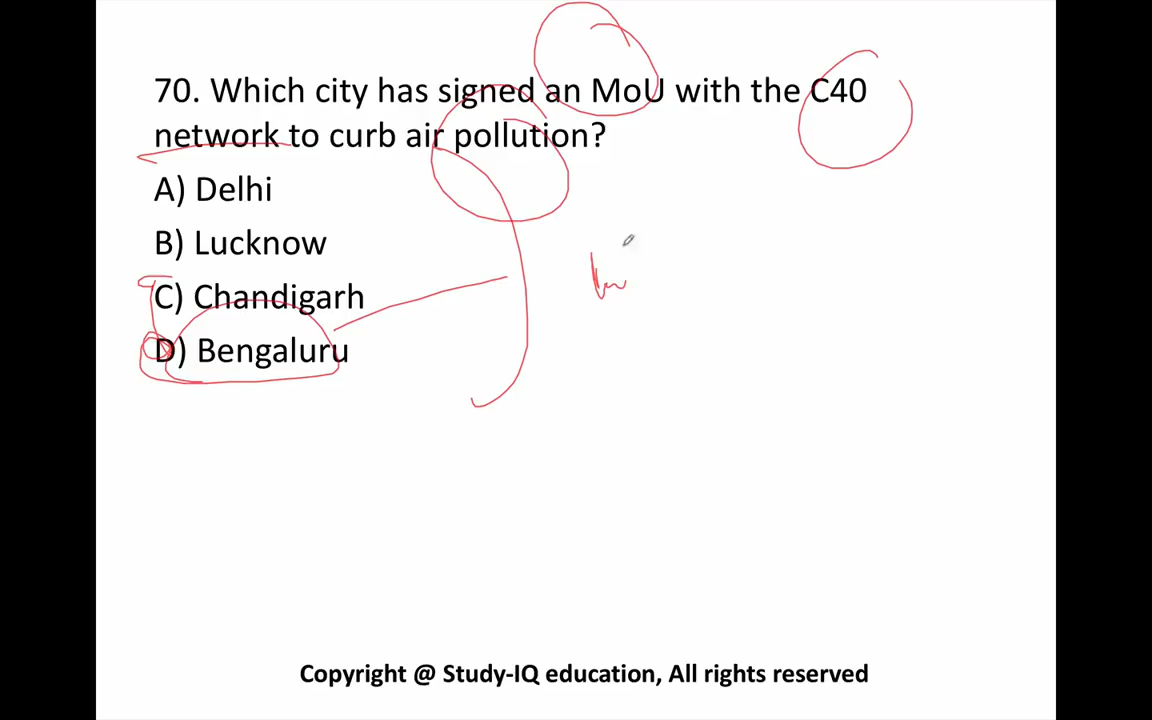 70. Which city has signed an MoU with the C40
network to curb air pollution?
A) Delhi
B) Lucknow
C) Chandigarh
D) Bengaluru
Copyright @ Study-IQ education, All rights reserved